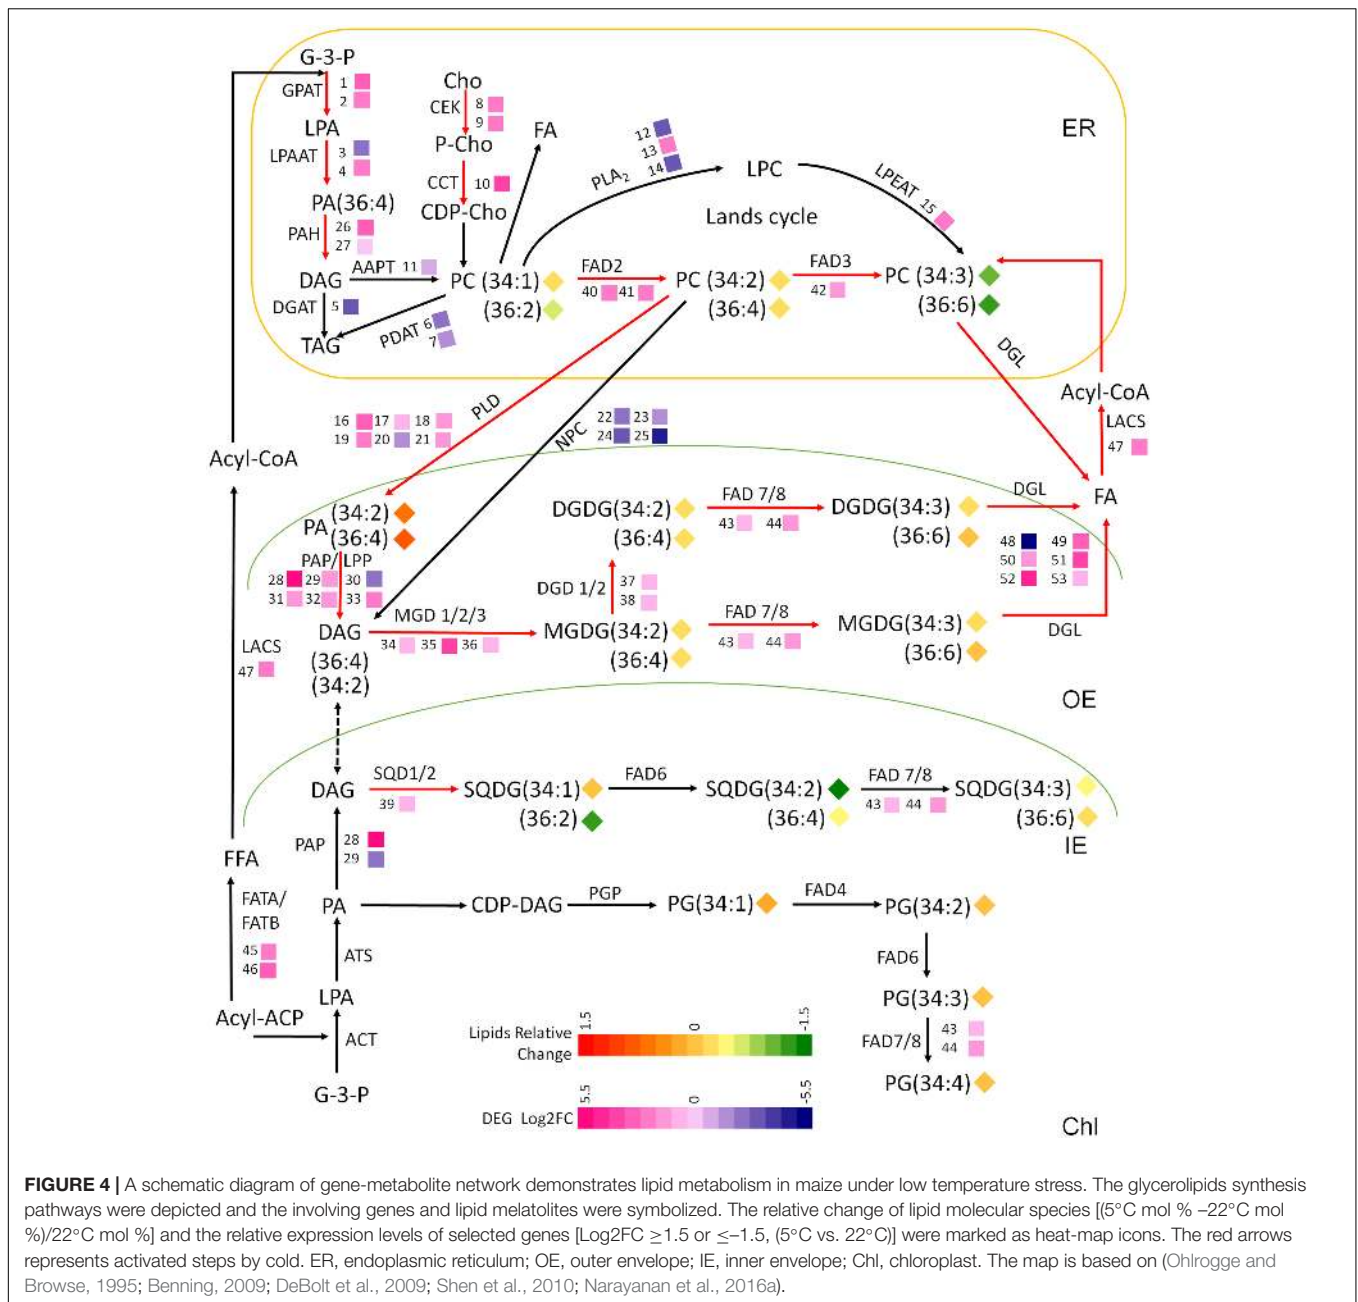 G-3-P
GPAT 1
2
LPA
LPAAT 3
4
PA(36:4)
PAH 26
27
DAG
AAPT 11
DGAT 5
TAG
PDAT 6
7
Cho
CEK 8
9
P-Cho
CCT 10
CDP-Cho
FA
PC (34:1)
(36:2)
PLA2 12
13
14
LPC
LPEAT 15
Lands cycle
ER
FAD2
40 41
PC (34:2)
(36:4)
FAD3
42
PC (34:3)
(36:6)
DGL
Acyl-CoA
LACS
47
FA
PLD
16 17 18
19 20 21
NPC
22 23
24 25
Acyl-CoA
PA (34:2)
(36:4)
PAP/LPP
28 29 30
31 32 33
DAG
(36:4)
(34:2)
MGD 1/2/3
34 35 36
DGDG(34:2)
(36:4)
FAD 7/8
43 44
DGDG(34:3)
(36:6)
DGL
48 49
50 51
52 53
DGD 1/2
37
38
MGDG(34:2)
(36:4)
FAD 7/8
43 44
MGDG(34:3)
(36:6)
DGL
OE
LACS
47
DAG
SQD1/2
39
SQDG(34:1)
(36:2)
FAD6
SQDG(34:2)
(36:4)
FAD 7/8
43 44
SQDG(34:3)
(36:6)
IE
PAP 28
29
FFA
FATA/
FATB
45
46
PA
CDP-DAG
PGP
PG(34:1)
FAD4
PG(34:2)
FAD6
PG(34:3)
FAD7/8 43
44
PG(34:4)
ATS
LPA
Acyl-ACP
ACT
G-3-P
Lipids Relative
Change
1.5 0 -1.5
DEG Log2FC
5.5 0 -5.5
Chl
FIGURE 4 | A schematic diagram of gene-metabolite network demonstrates lipid metabolism in maize under low temperature stress. The glycerolipids synthesis
pathways were depicted and the involving genes and lipid melatolites were symbolized. The relative change of lipid molecular species [(5°C mol % –22°C mol
%)/22°C mol %] and the relative expression levels of selected genes [Log2FC ≥1.5 or ≤–1.5, (5°C vs. 22°C)] were marked as heat-map icons. The red arrows
represents activated steps by cold. ER, endoplasmic reticulum; OE, outer envelope; IE, inner envelope; Chl, chloroplast. The map is based on (Ohlrogge and
Browse, 1995; Benning, 2009; DeBolt et al., 2009; Shen et al., 2010; Narayanan et al., 2016a).